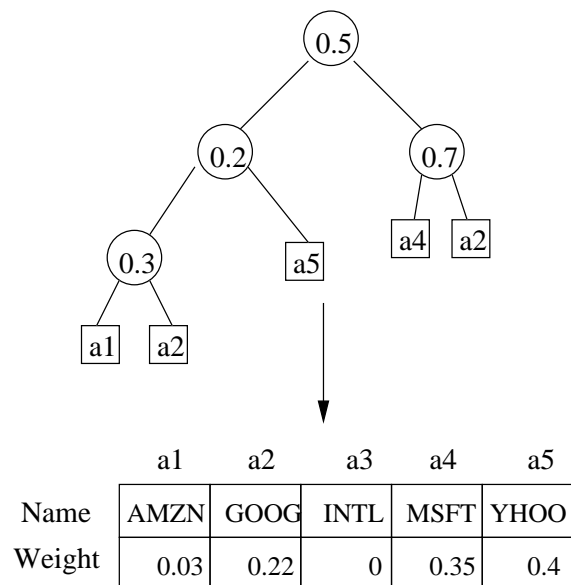 0.5
0.2 0.7
a4 a2
0.3 a5
a1 a2
a1 a2 a3 a4 a5
Name AMZN GOOG INTL MSFT YHOO
Weight 0.03 0.22 0 0.35 0.4